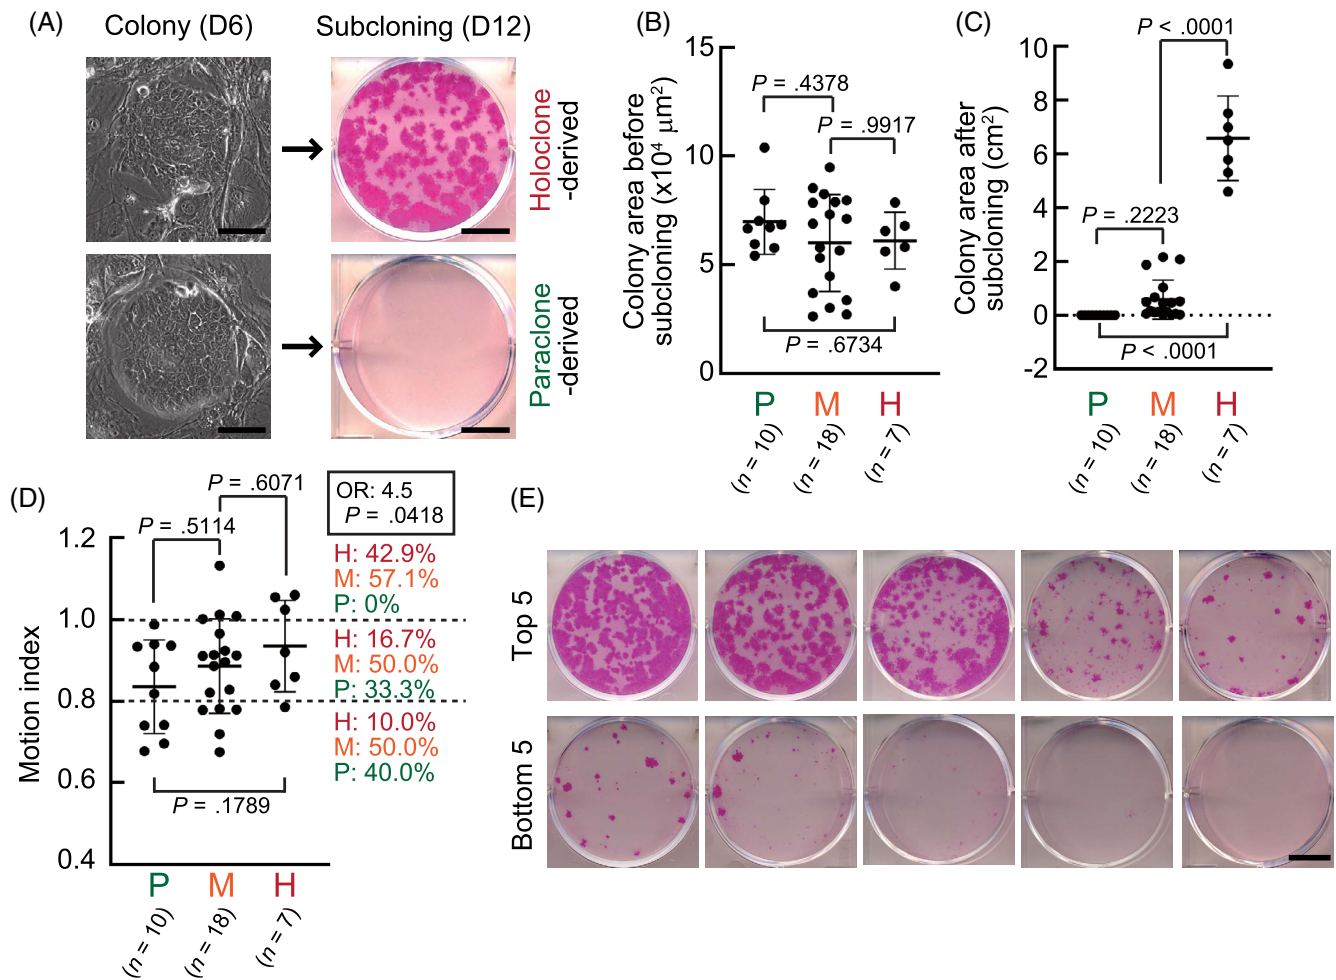 (A)
Colony (D6)
Subcloning (D12)
Holoclone
-derived
Paraclone
-derived
(B)
Colony area before
subcloning (x10⁴ μm²)
15
10
5
0
P = .4378
P = .9917
P = .6734
P
M
H
(n = 10)
(n = 18)
(n = 7)
(C)
Colony area after
subcloning (cm²)
10
8
6
4
2
0
-2
P < .0001
P = .2223
P < .0001
P
M
H
(n = 10)
(n = 18)
(n = 7)
(D)
Motion index
1.2
1.0
0.8
0.6
0.4
P = .6071
P = .5114
P = .1789
OR: 4.5
P = .0418
H: 42.9%
M: 57.1%
P: 0%
H: 16.7%
M: 50.0%
P: 33.3%
H: 10.0%
M: 50.0%
P: 40.0%
P
M
H
(n = 10)
(n = 18)
(n = 7)
(E)
Top 5
Bottom 5